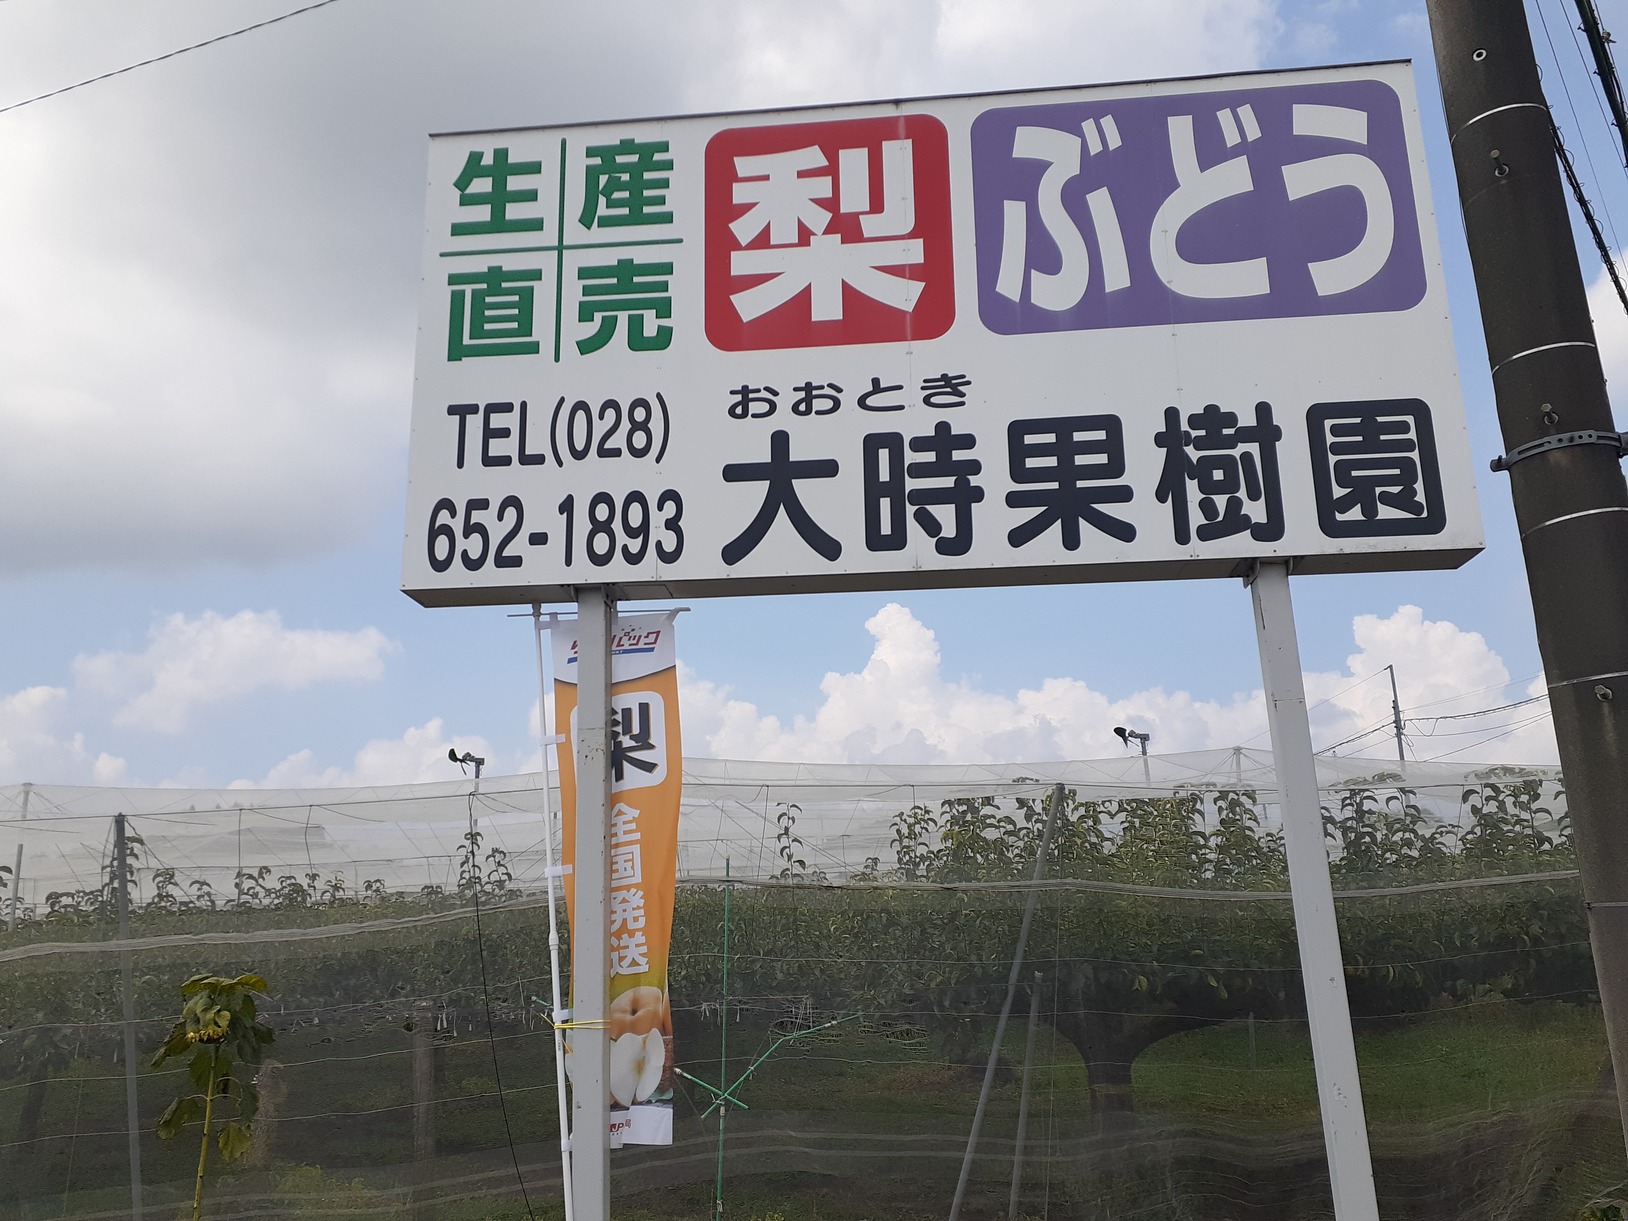 生産
直売
梨
ぶどう
TEL(028)
652-1893
おおとき
大時果樹園
梨
全国発送